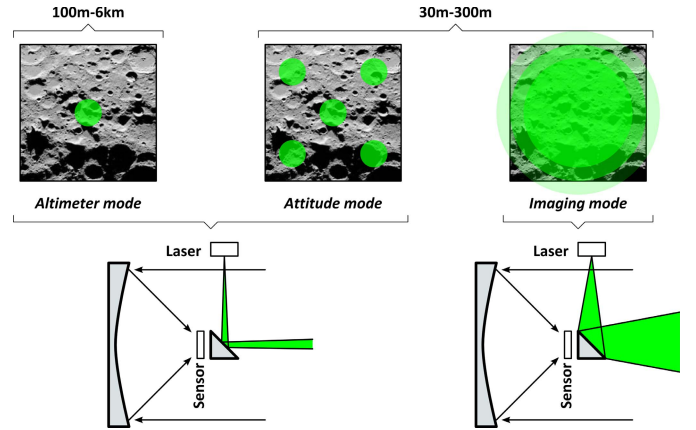 100m-6km
30m-300m
Altimeter mode
Attitude mode
Imaging mode
Laser
Sensor
Laser
Sensor